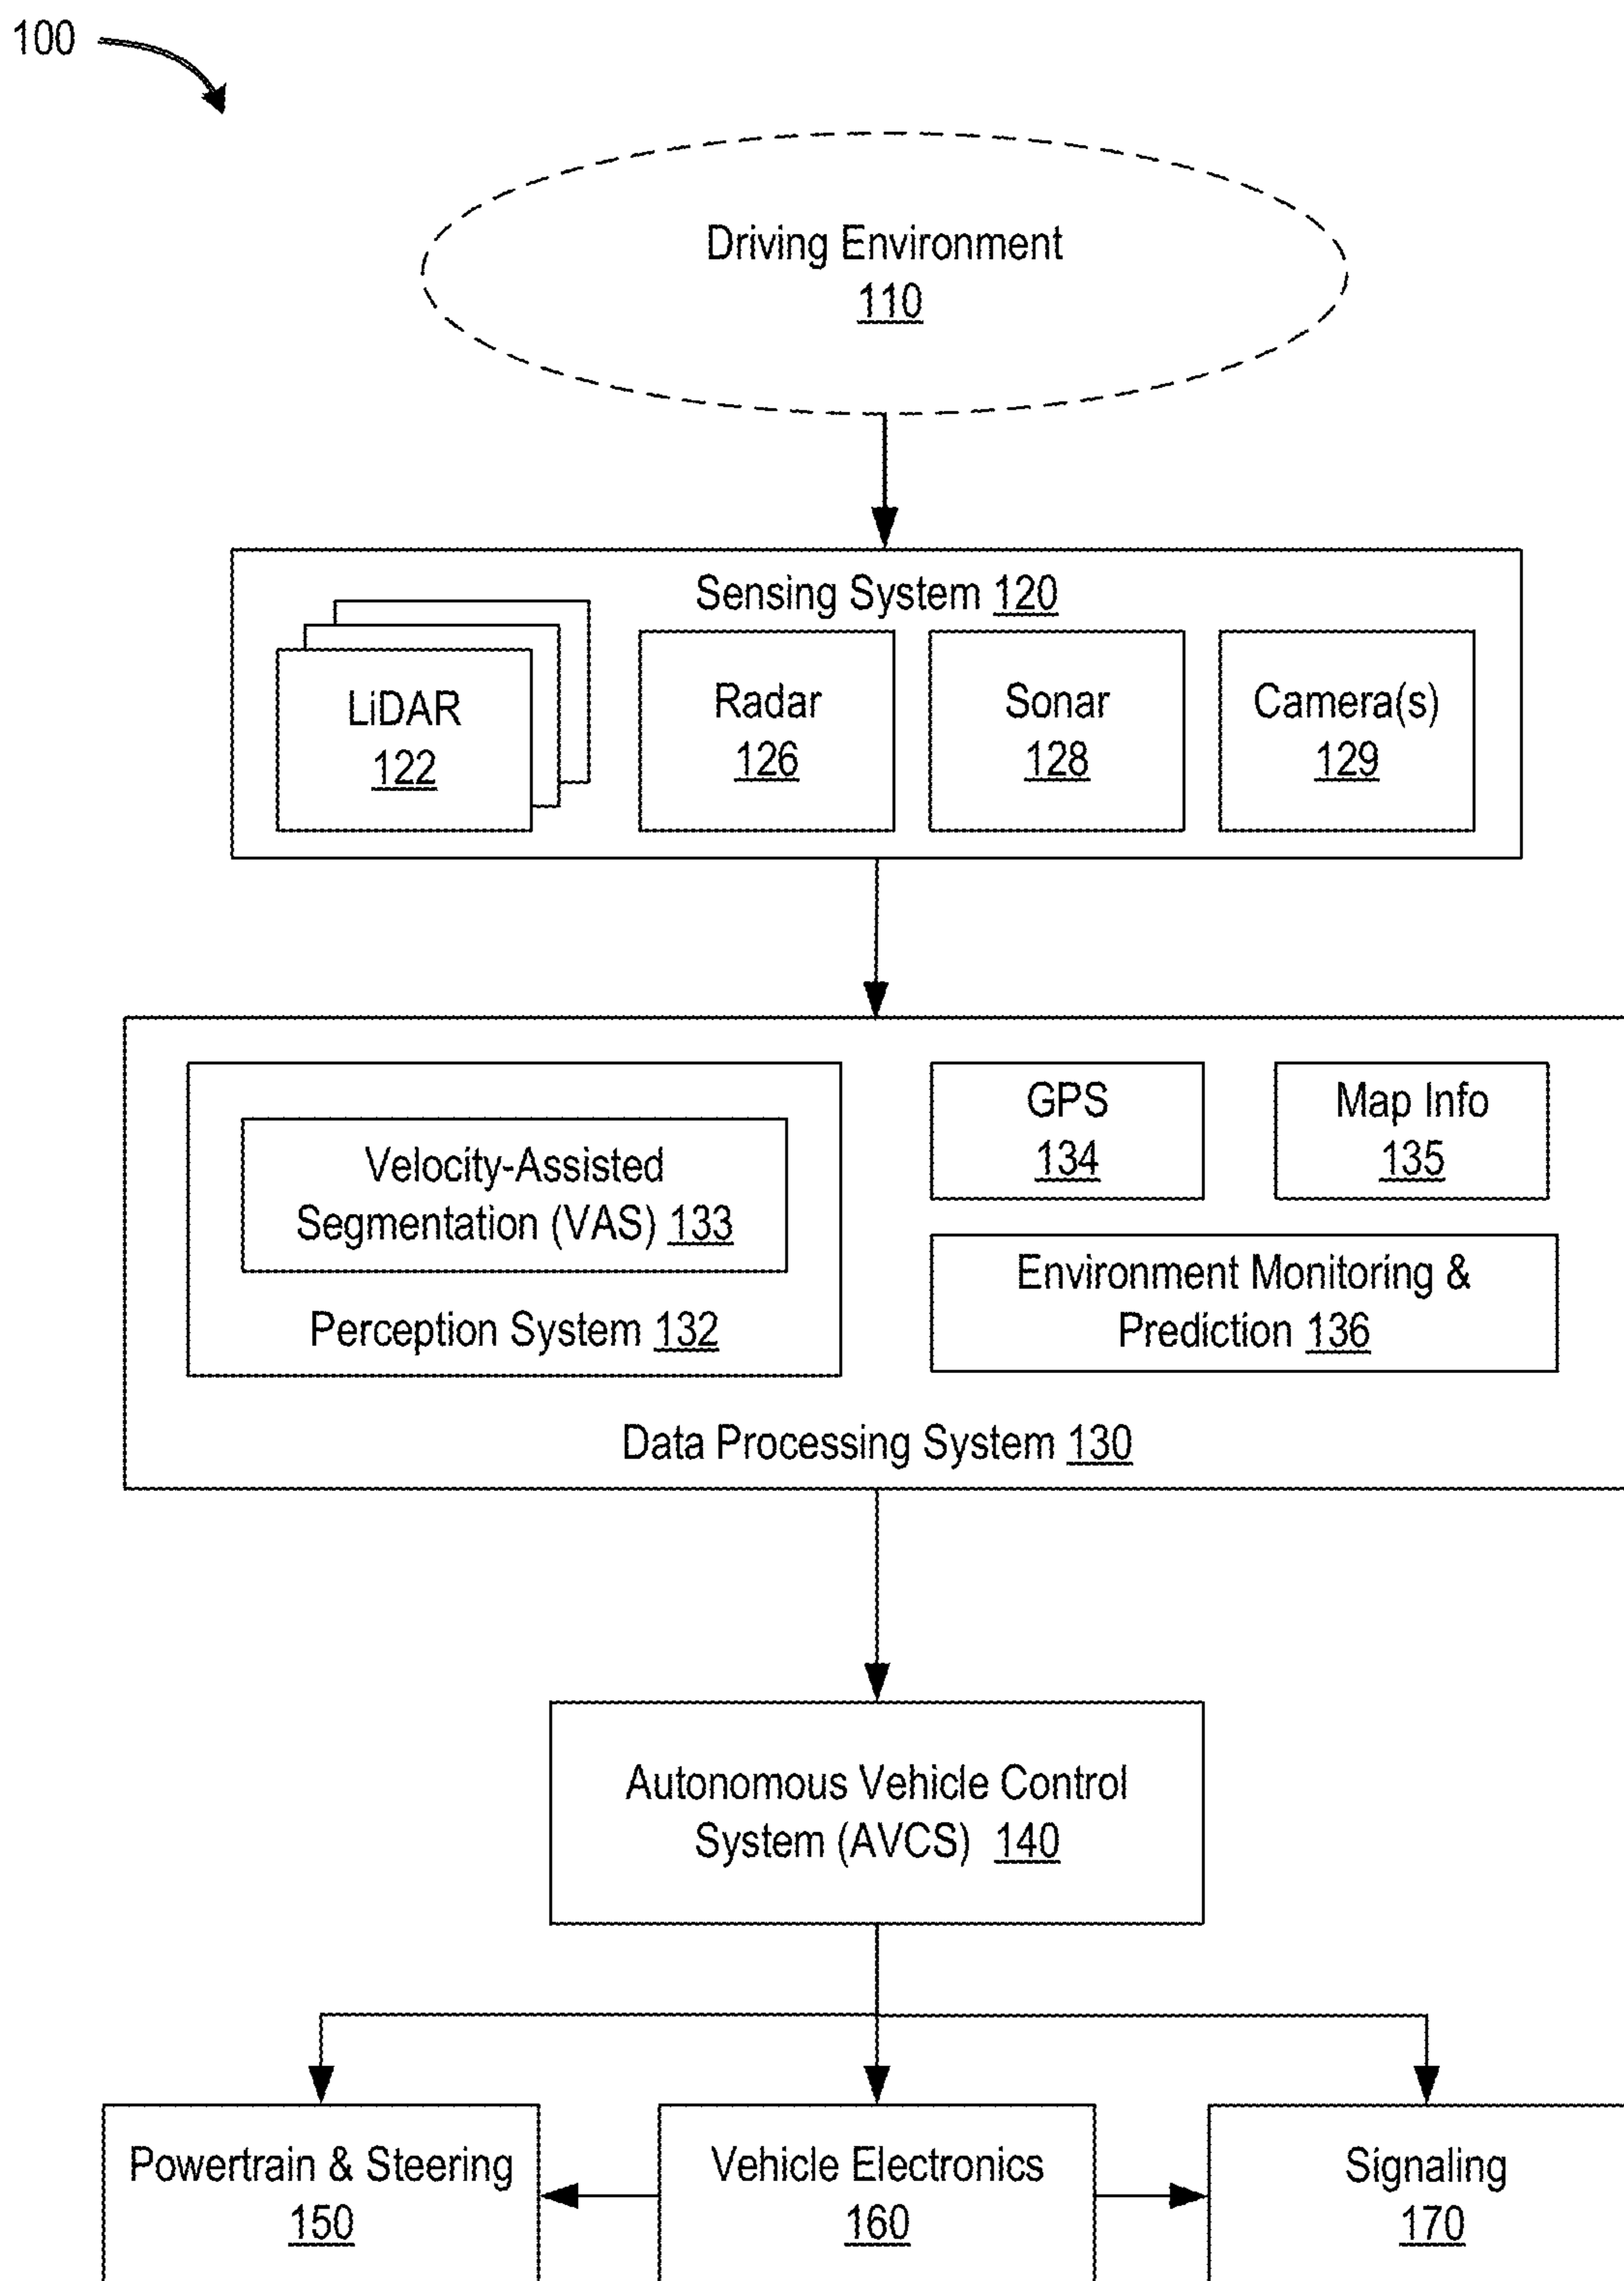 100
Driving Environment
110
Sensing System 120
LiDAR
122
Radar
126
Sonar
128
Camera(s)
129
Velocity-Assisted
Segmentation (VAS) 133
Perception System 132
GPS
134
Map Info
135
Environment Monitoring &
Prediction 136
Data Processing System 130
Autonomous Vehicle Control
System (AVCS) 140
Powertrain & Steering
150
Vehicle Electronics
160
Signaling
170